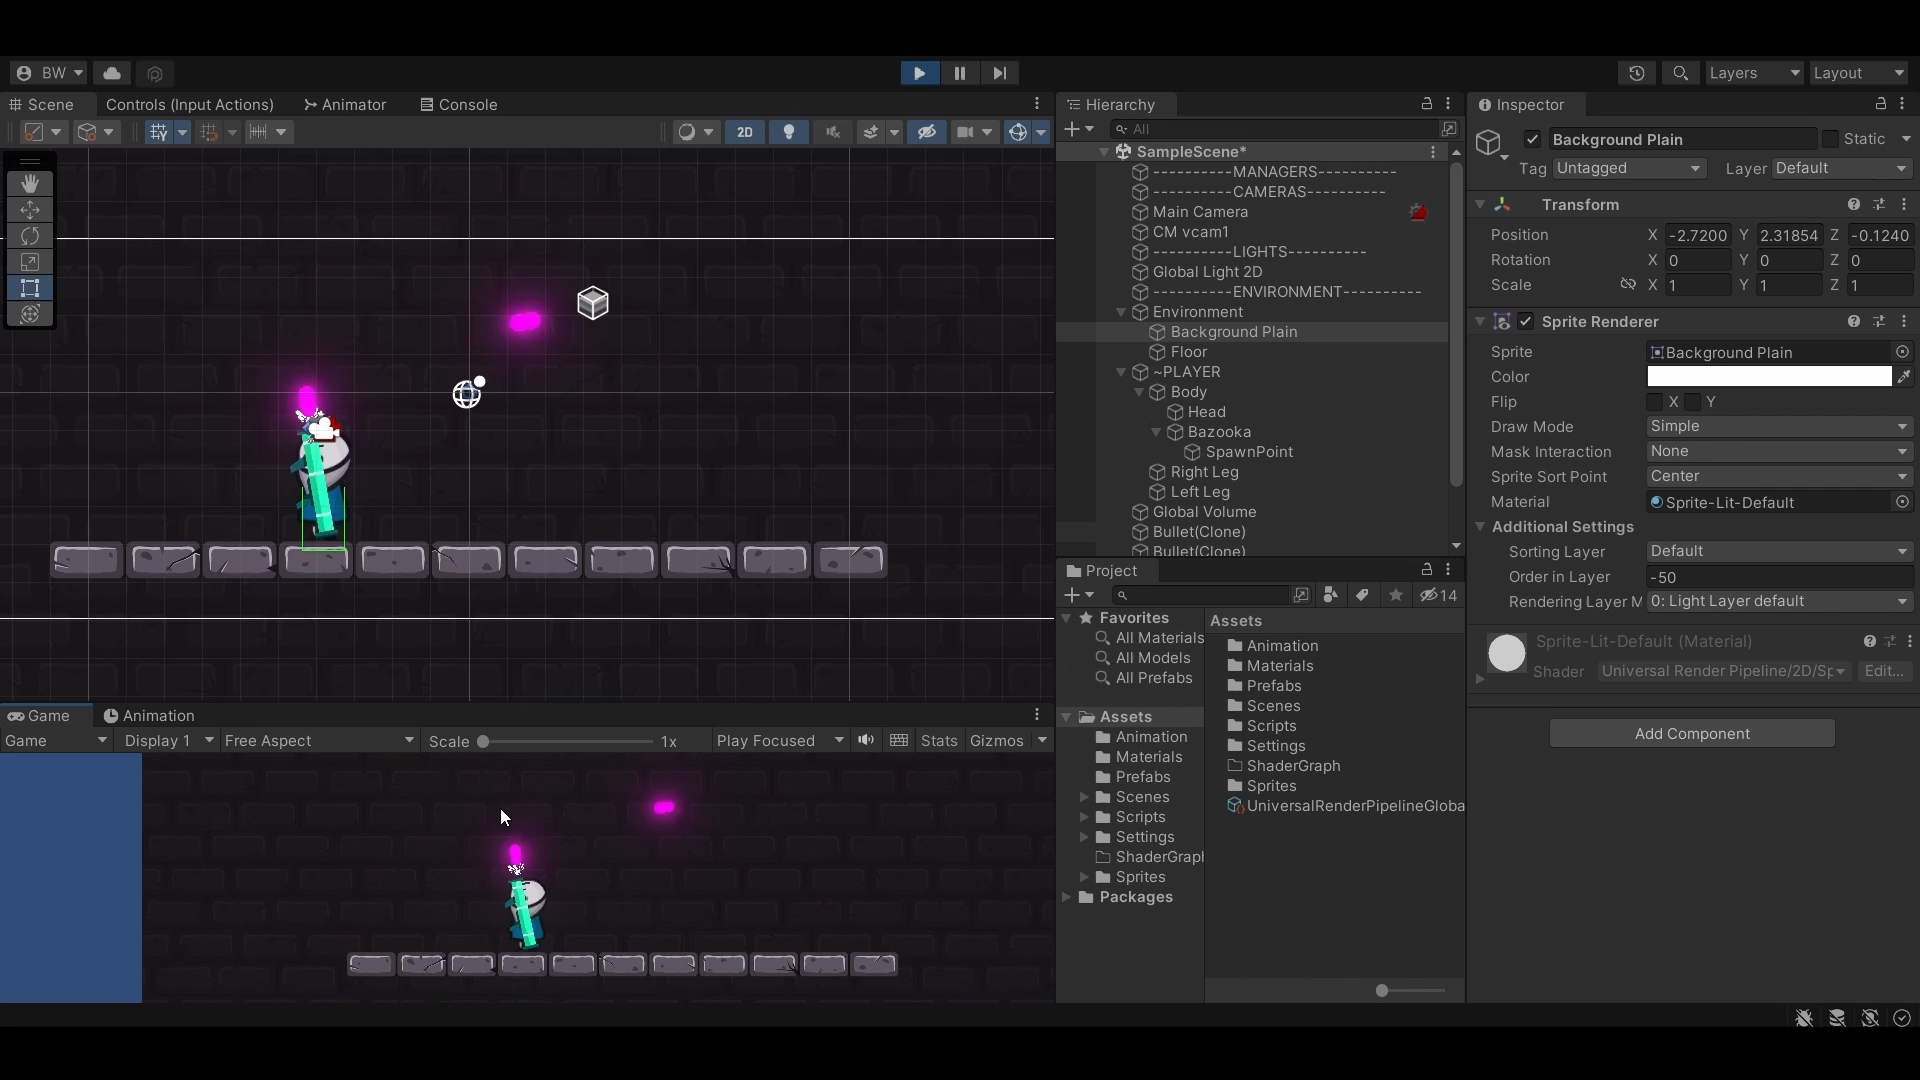 BW
Layers
Layout
Scene
Controls (Input Actions)
Animator
Console
2D
Hierarchy
All
SampleScene*
----------MANAGERS----------
----------CAMERAS----------
Main Camera
CM vcam1
----------LIGHTS----------
Global Light 2D
----------ENVIRONMENT----------
Environment
Background Plain
Floor
~PLAYER
Body
Head
Bazooka
SpawnPoint
Right Leg
Left Leg
Global Volume
Bullet(Clone)
Bullet(Clone)
Inspector
Background Plain
Static
Tag Untagged
Layer Default
Transform
Position X -2.7200 Y 2.31854 Z -0.1240
Rotation X 0 Y 0 Z 0
Scale X 1 Y 1 Z 1
Sprite Renderer
Sprite Background Plain
Color
Flip X Y
Draw Mode Simple
Mask Interaction None
Sprite Sort Point Center
Material Sprite-Lit-Default
Additional Settings
Sorting Layer Default
Order in Layer -50
Rendering Layer M 0: Light Layer default
Sprite-Lit-Default (Material)
Shader Universal Render Pipeline/2D/Sp
Edit...
Add Component
Project
14
Favorites
All Materials
All Models
All Prefabs
Assets
Animation
Materials
Prefabs
Scenes
Scripts
Settings
ShaderGrapl
Sprites
Packages
Assets
Animation
Materials
Prefabs
Scenes
Scripts
Settings
ShaderGraph
Sprites
UniversalRenderPipelineGloba
Game
Animation
Game
Display 1
Free Aspect
Scale
1x
Play Focused
Stats
Gizmos